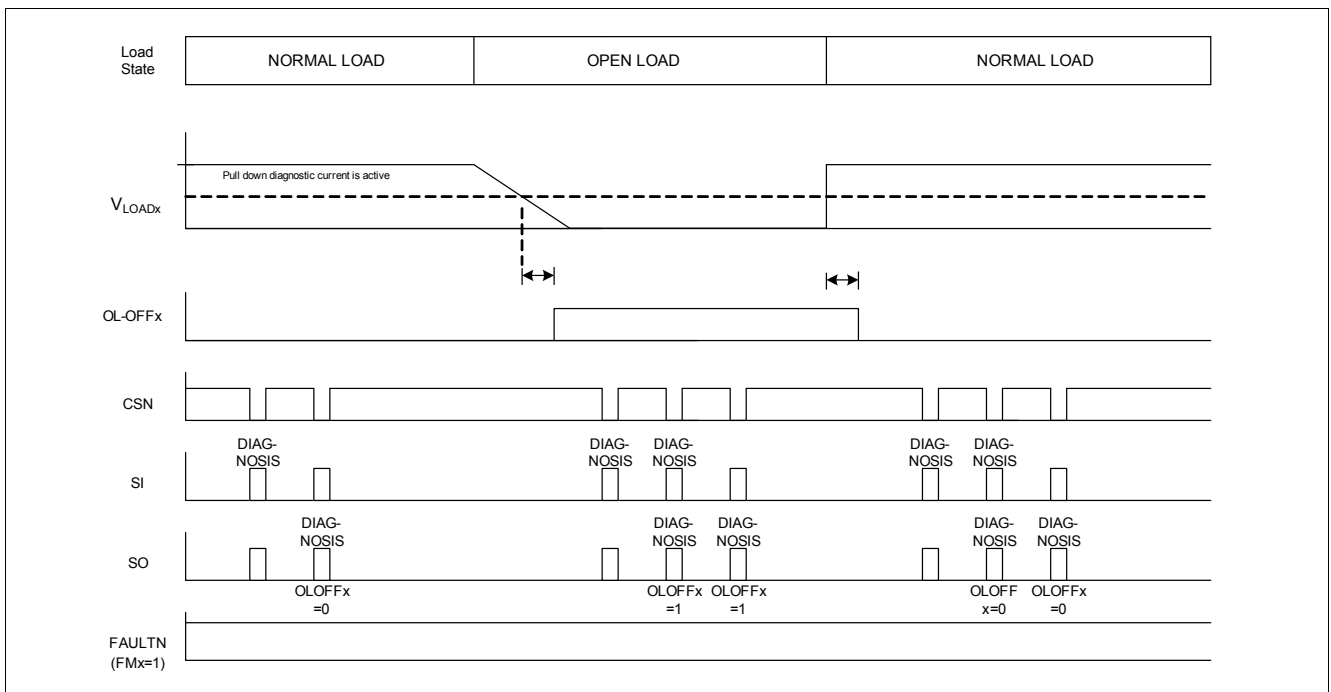 Load
State
NORMAL LOAD
OPEN LOAD
NORMAL LOAD
Pull down diagnostic current is active
VLOADx
OL-OFFx
CSN
DIAG-
NOSIS
DIAG-
NOSIS
DIAG-
NOSIS
DIAG-
NOSIS
DIAG-
NOSIS
SI
DIAG-
NOSIS
DIAG-
NOSIS
DIAG-
NOSIS
DIAG-
NOSIS
DIAG-
NOSIS
SO
OLOFFx
=0
OLOFFx
=1
OLOFFx
=1
OLOFF
x=0
OLOFFx
=0
FAULTN
(FMx=1)